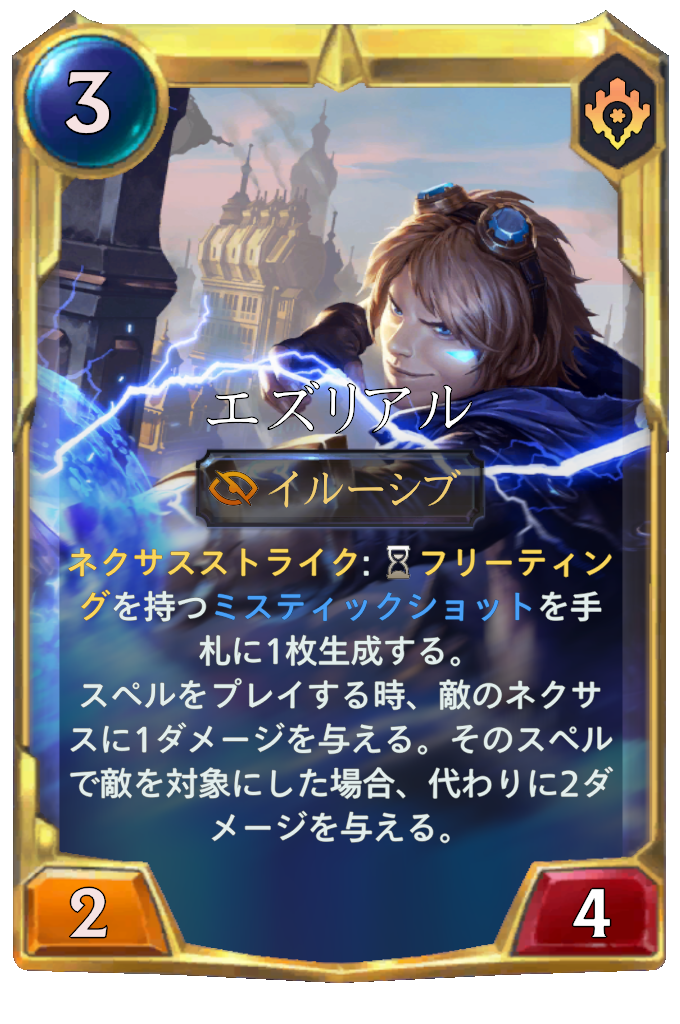 3
エズリアル
イルーシブ
ネクサスストライク: フリーティン
グを持つミスティックショットを手
札に1枚生成する。
スペルをプレイする時、敵のネクサ
スに1ダメージを与える。そのスペル
で敵を対象にした場合、代わりに2ダ
メージを与える。
2
4